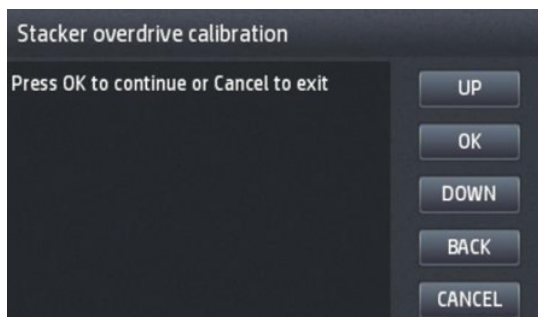 Stacker overdrive calibration
Press OK to continue or Cancel to exit
UP
OK
DOWN
BACK
CANCEL